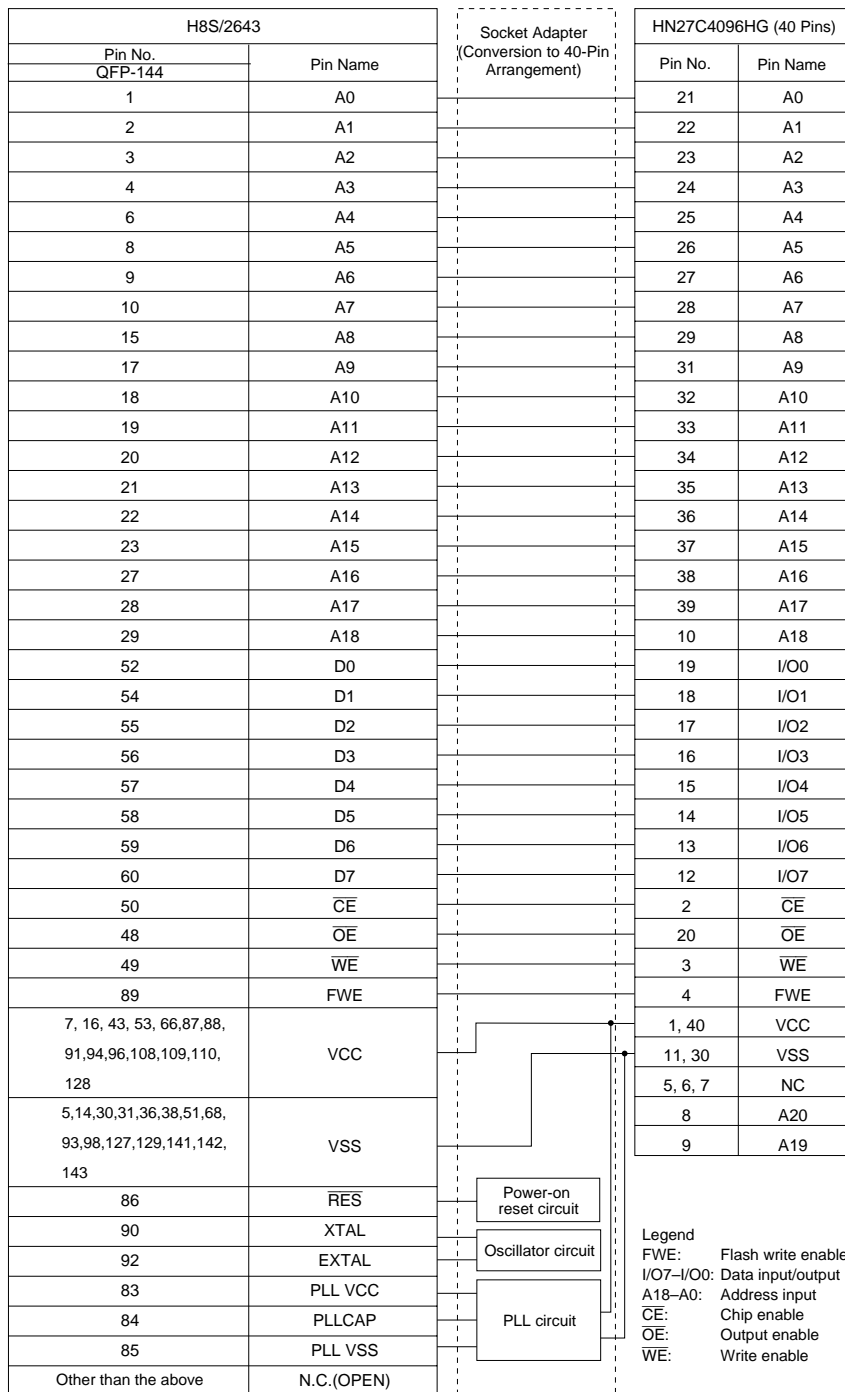 H8S/2643 Socket Adapter (Conversion to 40-Pin Arrangement) HN27C4096HG (40 Pins)
Pin No. QFP-144 Pin Name Pin No. Pin Name
1 A0 21 A0
2 A1 22 A1
3 A2 23 A2
4 A3 24 A3
6 A4 25 A4
8 A5 26 A5
9 A6 27 A6
10 A7 28 A7
15 A8 29 A8
17 A9 31 A9
18 A10 32 A10
19 A11 33 A11
20 A12 34 A12
21 A13 35 A13
22 A14 36 A14
23 A15 37 A15
27 A16 38 A16
28 A17 39 A17
29 A18 10 A18
52 D0 19 I/O0
54 D1 18 I/O1
55 D2 17 I/O2
56 D3 16 I/O3
57 D4 15 I/O4
58 D5 14 I/O5
59 D6 13 I/O6
60 D7 12 I/O7
50 C̅E̅ 2 C̅E̅
48 O̅E̅ 20 O̅E̅
49 W̅E̅ 3 W̅E̅
89 FWE 4 FWE
7, 16, 43, 53, 66,87,88,
91,94,96,108,109,110,
128
VCC
1, 40 VCC
11, 30 VSS
5, 6, 7 NC
8 A20
9 A19
5,14,30,31,36,38,51,68,
93,98,127,129,141,142,
143
VSS
86 R̅E̅S̅ Power-on
reset circuit
90 XTAL
92 EXTAL
Oscillator circuit
83 PLL VCC
84 PLLCAP
85 PLL VSS
PLL circuit
Other than the above N.C.(OPEN)
Legend
FWE: Flash write enable
I/O7–I/O0: Data input/output
A18–A0: Address input
C̅E̅: Chip enable
O̅E̅: Output enable
W̅E̅: Write enable